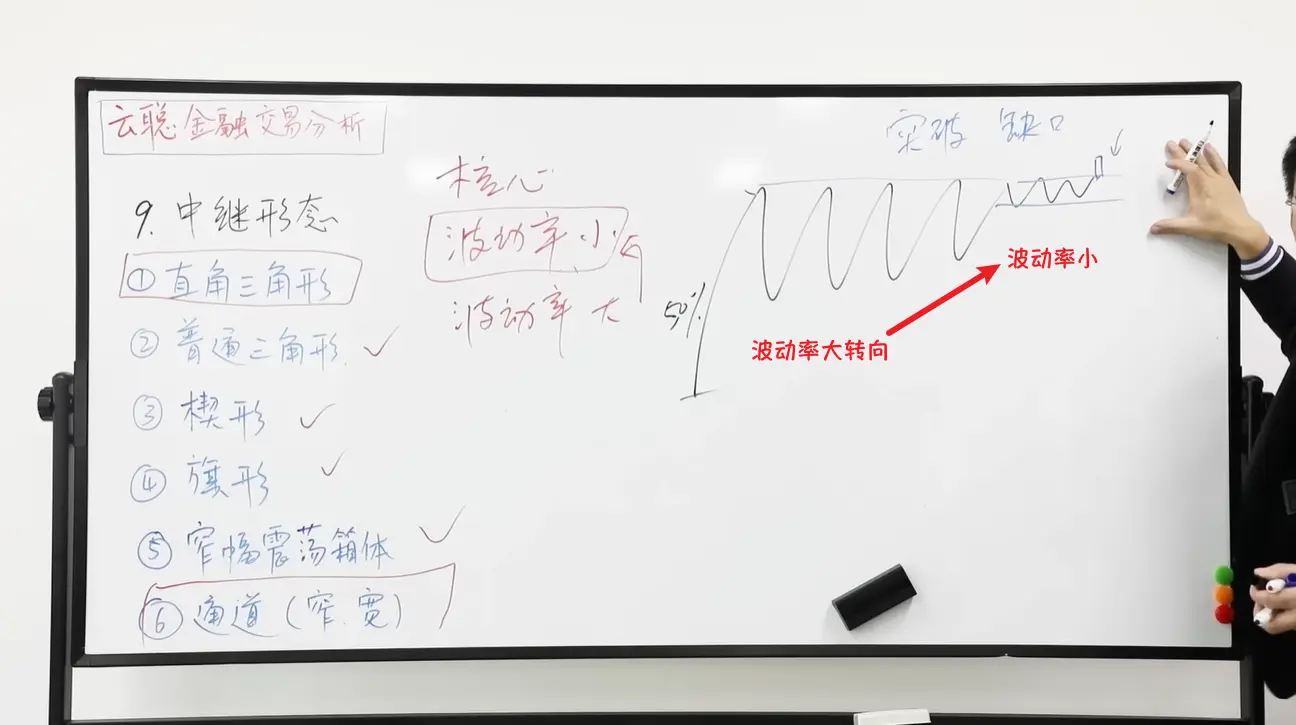 云聪金融交易分析
9. 中继形态
① 直角三角形
② 普通三角形
③ 楔形
④ 旗形
⑤ 窄幅震荡箱体
⑥ 通道（窄.宽）
核心
波动率小
波动率大
突破 缺口
50%
波动率小
波动率大转向